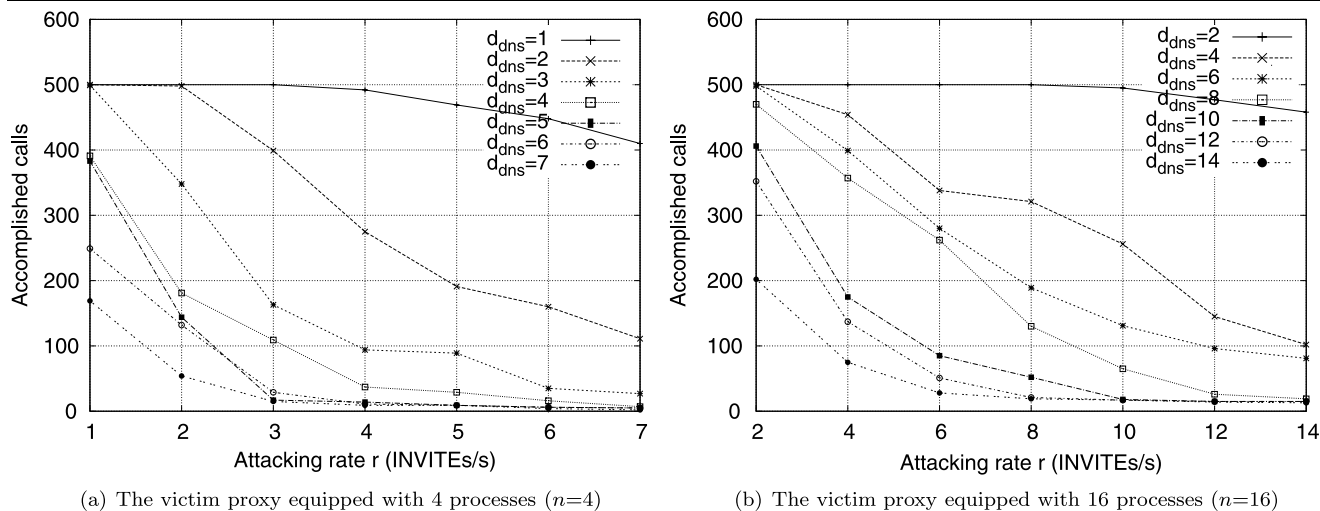 600
500
400
300
200
100
0
1 2 3 4 5 6 7
Accomplished calls
Attacking rate r (INVITEs/s)
d_dns=1
d_dns=2
d_dns=3
d_dns=4
d_dns=5
d_dns=6
d_dns=7
(a) The victim proxy equipped with 4 processes (n=4)
600
500
400
300
200
100
0
2 4 6 8 10 12 14
Accomplished calls
Attacking rate r (INVITEs/s)
d_dns=2
d_dns=4
d_dns=6
d_dns=8
d_dns=10
d_dns=12
d_dns=14
(b) The victim proxy equipped with 16 processes (n=16)